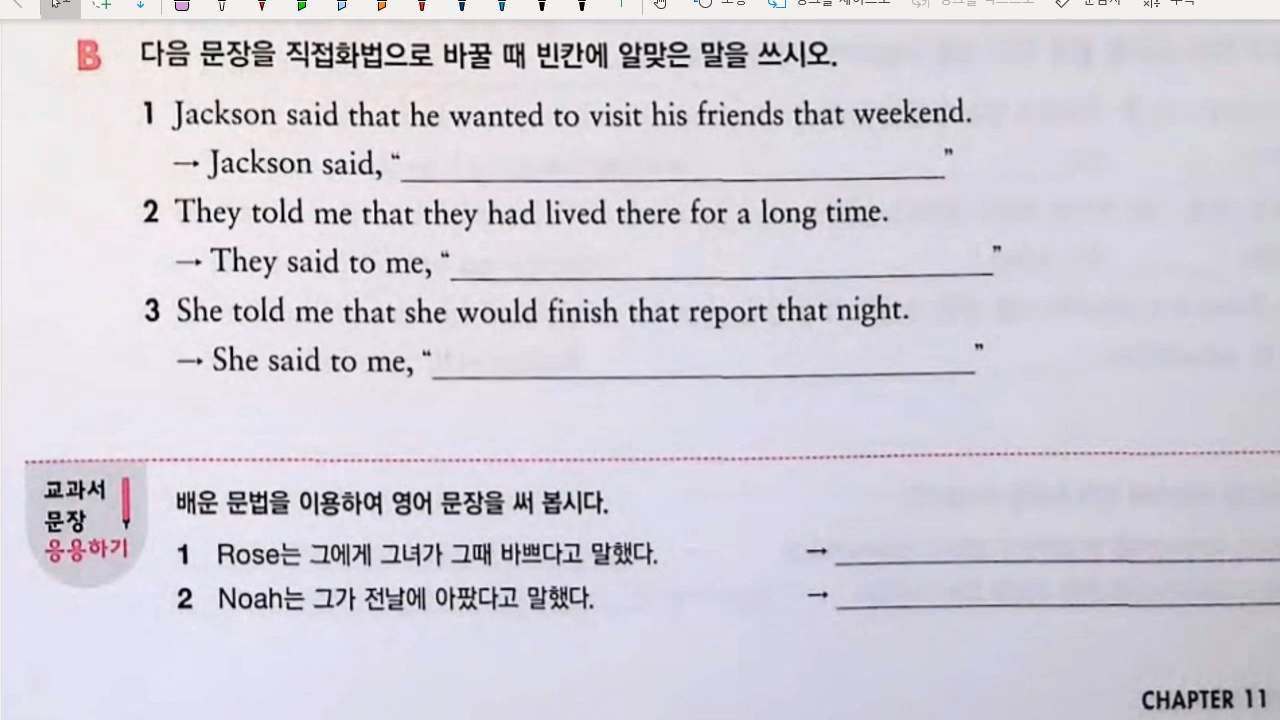 B 다음 문장을 직접화법으로 바꿀 때 빈칸에 알맞은 말을 쓰시오.
1 Jackson said that he wanted to visit his friends that weekend.
→ Jackson said, “ ”
2 They told me that they had lived there for a long time.
→ They said to me, “ ”
3 She told me that she would finish that report that night.
→ She said to me, “ ”
교과서
문장
응용하기
배운 문법을 이용하여 영어 문장을 써 봅시다.
1 Rose는 그에게 그녀가 그때 바쁘다고 말했다. →
2 Noah는 그가 전날에 아팠다고 말했다. →
CHAPTER 11